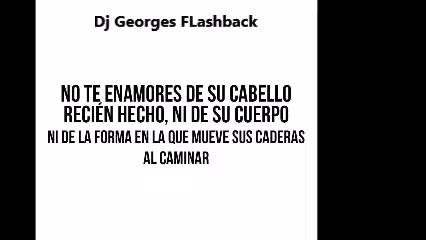 Dj Georges FLashback
NO TE ENAMORES DE SU CABELLO
RECIÉN HECHO, NI DE SU CUERPO
NI DE LA FORMA EN LA QUE MUEVE SUS CADERAS
AL CAMINAR